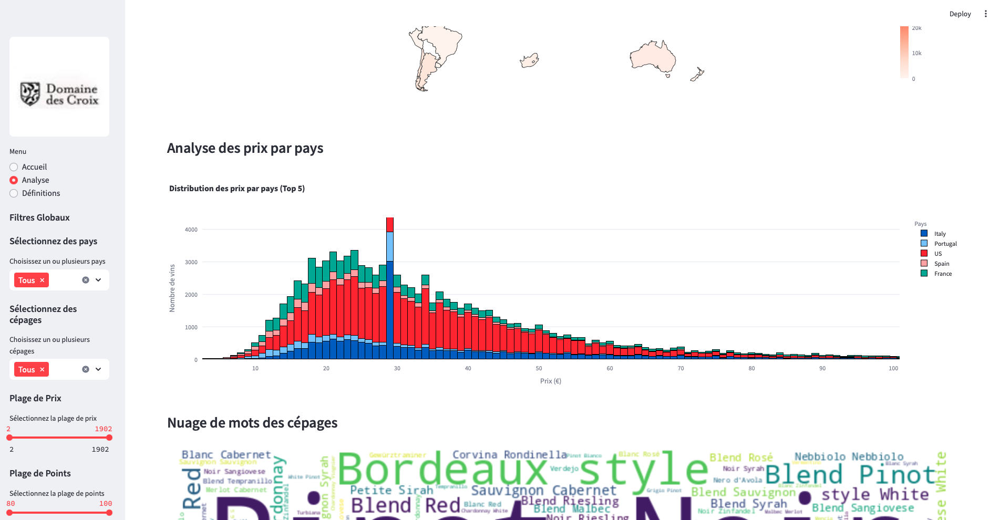 Deploy
Domaine
des Croix
Menu
Accueil
Analyse
Définitions
Filtres Globaux
Sélectionnez des pays
Choisissez un ou plusieurs pays
Tous
Sélectionnez des
cépages
Choisissez un ou plusieurs
cépages
Tous
Plage de Prix
Sélectionnez la plage de prix
2 1902
2 1902
Plage de Points
Sélectionnez la plage de points
80 100
20k
10k
0
Analyse des prix par pays
Distribution des prix par pays (Top 5)
Nombre de vins
4000
3000
2000
1000
0
10 20 30 40 50 60 70 80 90 100
Prix (€)
Pays
Italy
Portugal
US
Spain
France
Nuage de mots des cépages
Blanc Cabernet
Sauvignon Sauvignon
Noir Sangiovese
Blend Tempranillo
Merlot Cabernet
Red
White Pinot
Zinfandel
Gewürztraminer
Corvina Rondinella
Pinot Bianco
Blanc Rosé
Bordeaux style
Verdejo
Petite Sirah
Tempranillo
Sauvignon Cabernet
Grigio Pinot
Blend Red
Blanc Red
Chardonnay White
Blend Riesling
Blend Malbec
Noir Riesling
Turbiana
Chardonnay Viognier
Blend Rosé
Nebbiolo Nebbiolo
Vermentino
Blanc Syrah
Noir Syrah
Nero d'Avola
Blend Pinot
Blanc Zinfandel
Blend Sauvignon
style White
Blend Syrah
Noir Zinfandel
Malbec Merlot
Blend Sangiovese
Pinot Noir
White